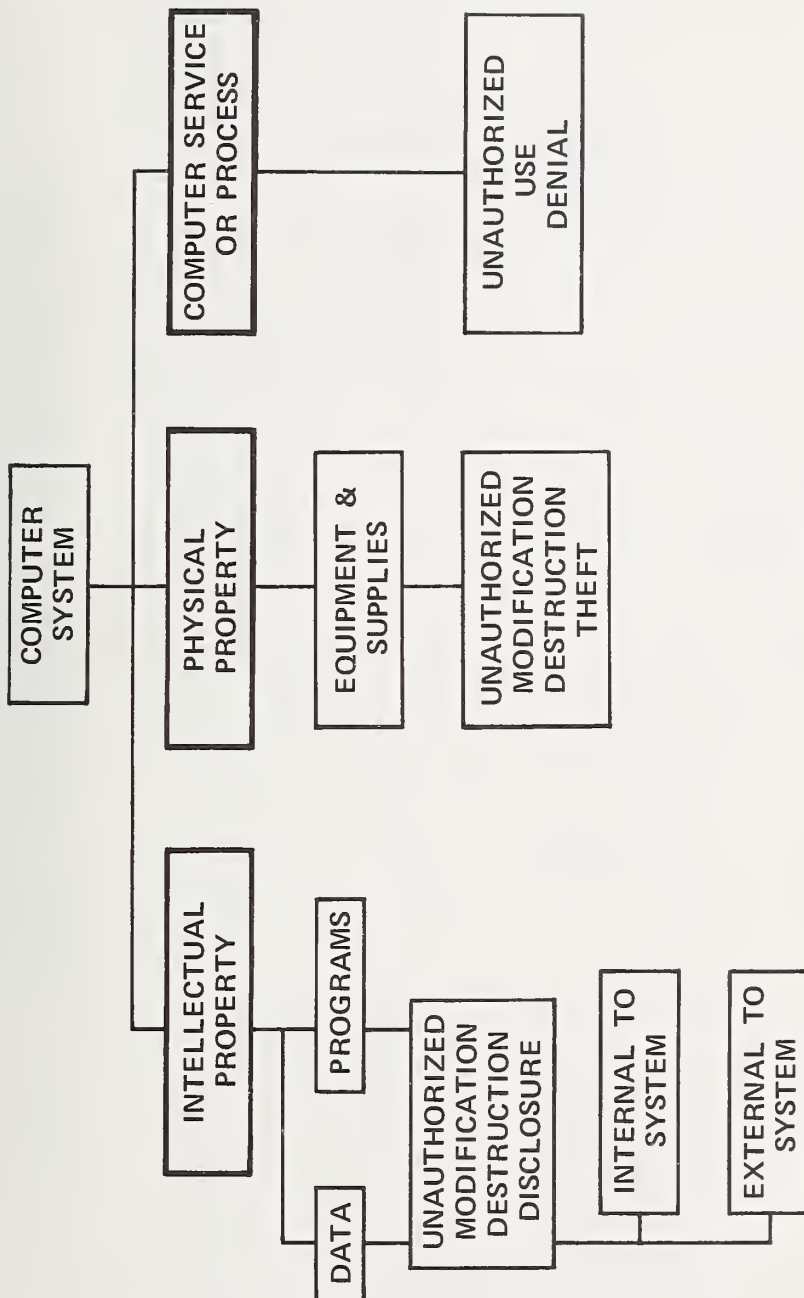 COMPUTER
SYSTEM
INTELLECTUAL
PROPERTY
PHYSICAL
PROPERTY
COMPUTER SERVICE
OR PROCESS
DATA
PROGRAMS
EQUIPMENT &
SUPPLIES
UNAUTHORIZED
MODIFICATION
DESTRUCTION
DISCLOSURE
UNAUTHORIZED
MODIFICATION
DESTRUCTION
THEFT
UNAUTHORIZED
USE
DENIAL
INTERNAL TO
SYSTEM
EXTERNAL TO
SYSTEM